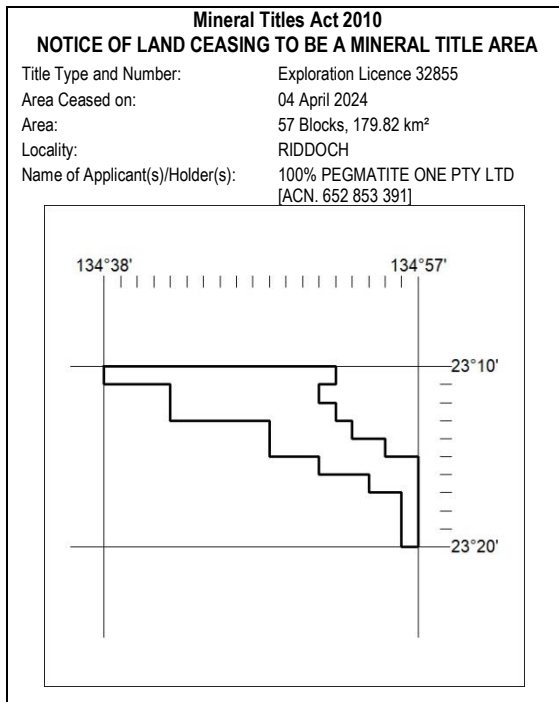 Mineral Titles Act 2010
NOTICE OF LAND CEASING TO BE A MINERAL TITLE AREA
Title Type and Number: Exploration Licence 32855
Area Ceased on: 04 April 2024
Area: 57 Blocks, 179.82 km²
Locality: RIDDOCH
Name of Applicant(s)/Holder(s): 100% PEGMATITE ONE PTY LTD
[ACN. 652 853 391]
134°38' 134°57'
23°10'
23°20'